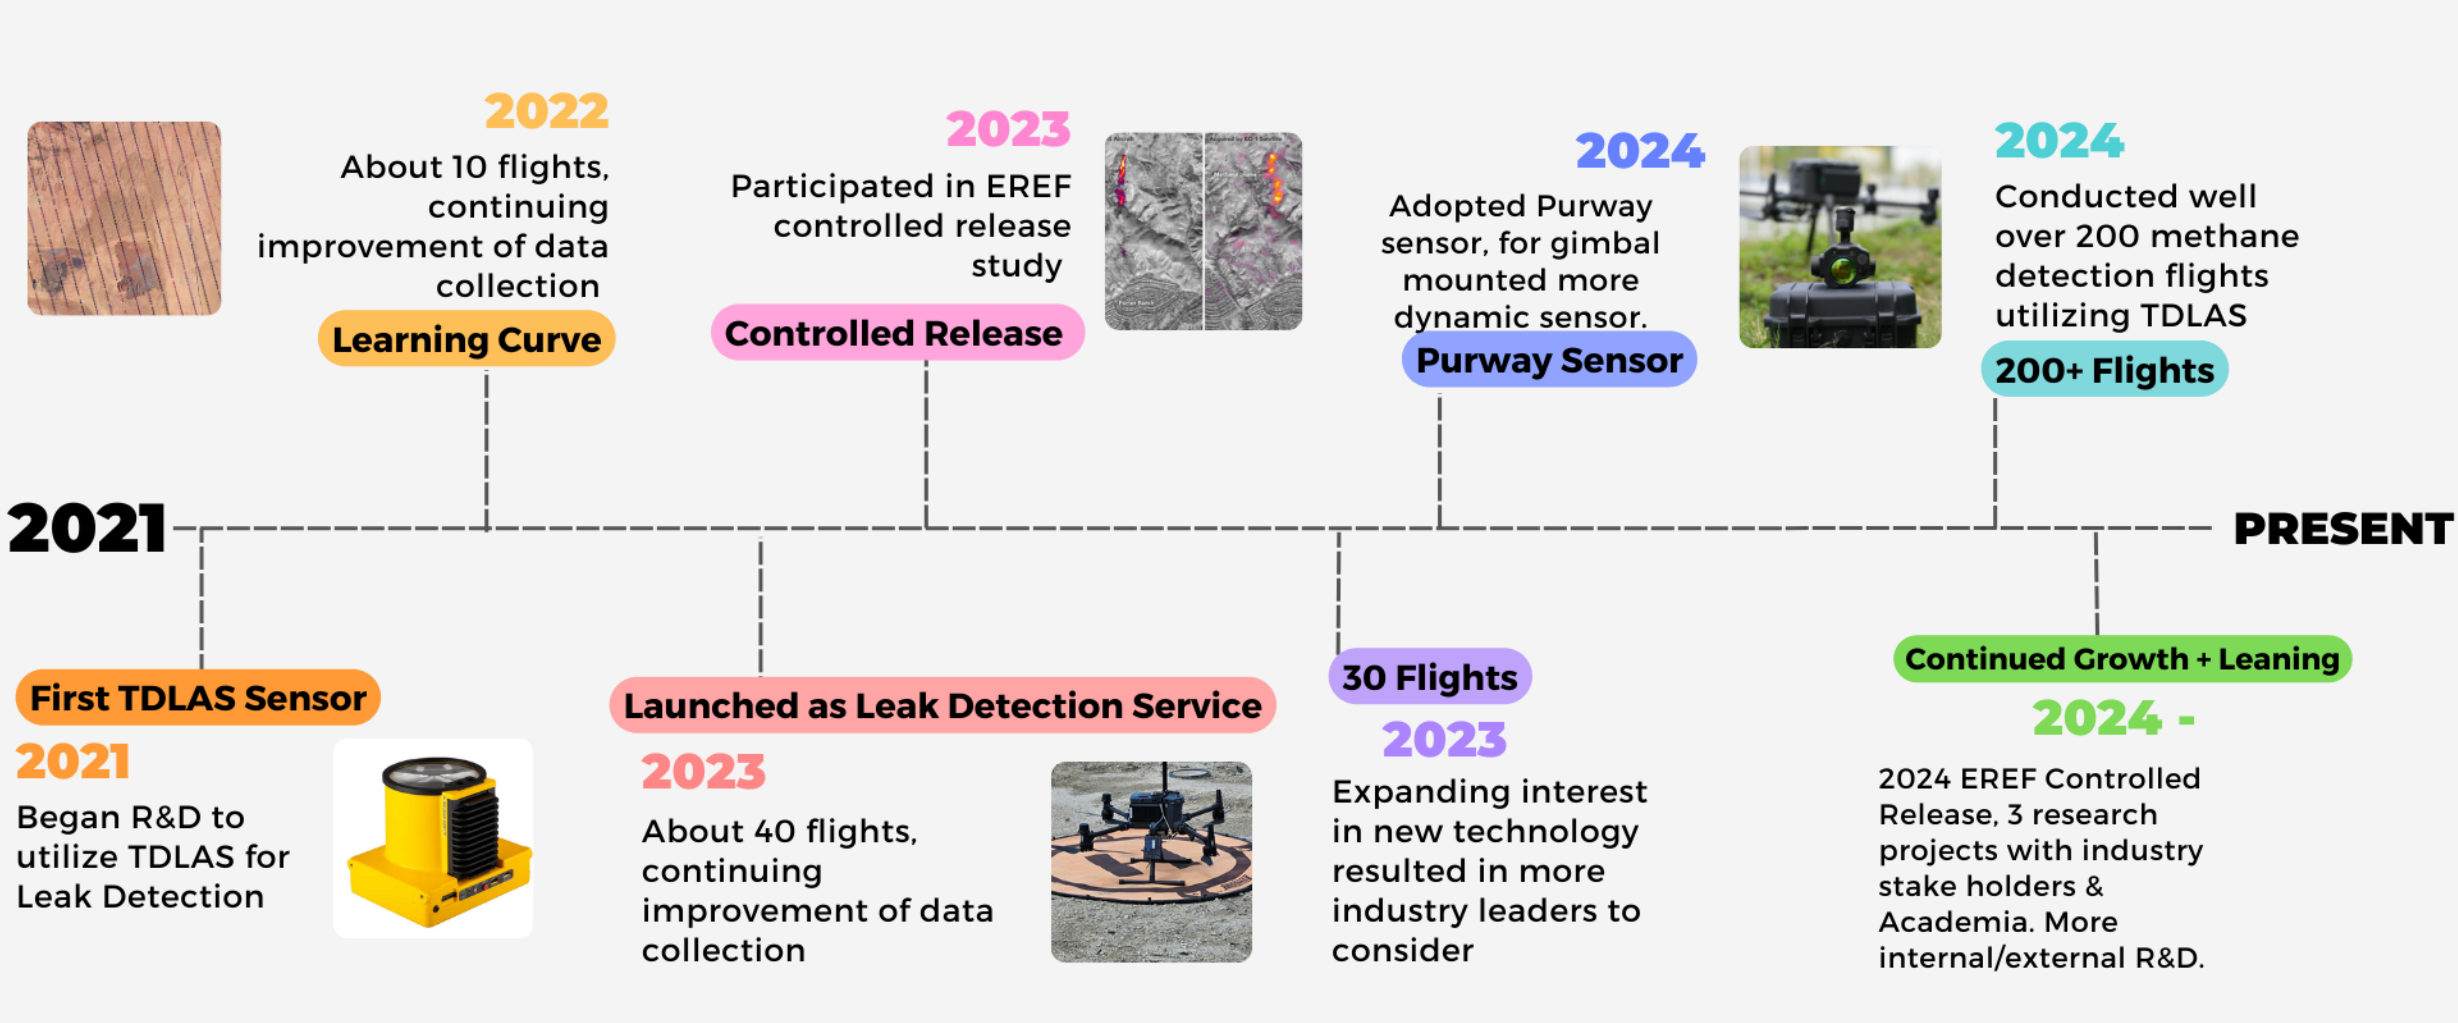 2022
About 10 flights,
continuing
improvement of data
collection
Learning Curve
2023
Participated in EREF
controlled release
study
Controlled Release
2024
Adopted Purway
sensor, for gimbal
mounted more
dynamic sensor.
Purway Sensor
2024
Conducted well
over 200 methane
detection flights
utilizing TDLAS
200+ Flights
2021
PRESENT
First TDLAS Sensor
2021
Began R&D to
utilize TDLAS for
Leak Detection
Launched as Leak Detection Service
2023
About 40 flights,
continuing
improvement of data
collection
30 Flights
2023
Expanding interest
in new technology
resulted in more
industry leaders to
consider
Continued Growth + Leaning
2024 -
2024 EREF Controlled
Release, 3 research
projects with industry
stake holders &
Academia. More
internal/external R&D.